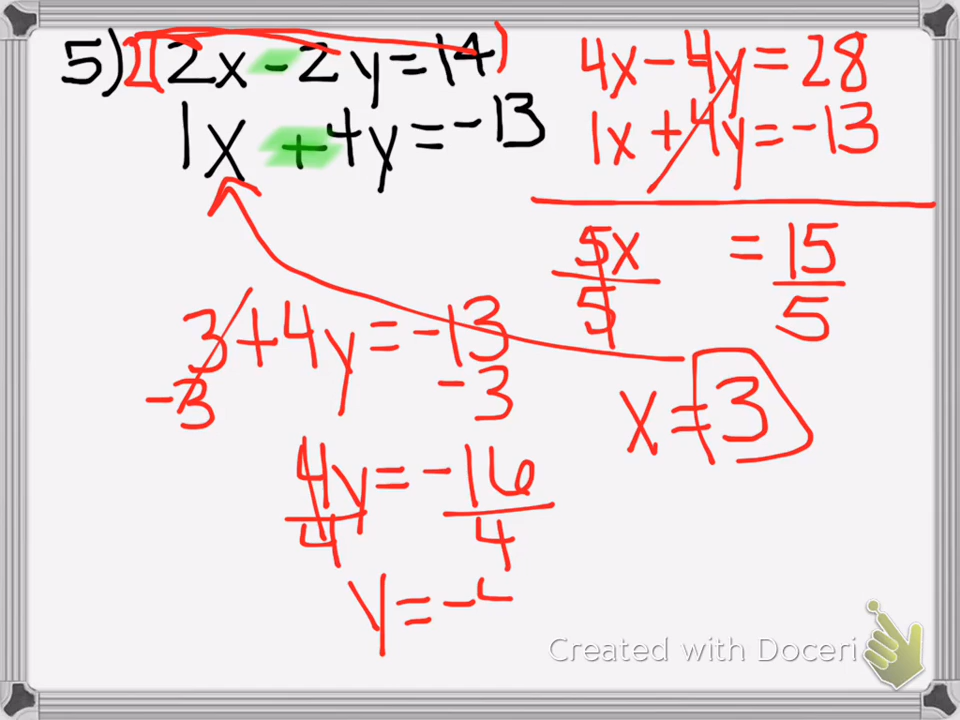 5) 2(2x - 2y = 14)
1x + 4y = -13
4x - 4y = 28
1x + 4y = -13
5x = 15
5 5
x = 3
3 + 4y = -13
-3 -3
4y = -16
4 4
y = -4
Created with Doceri